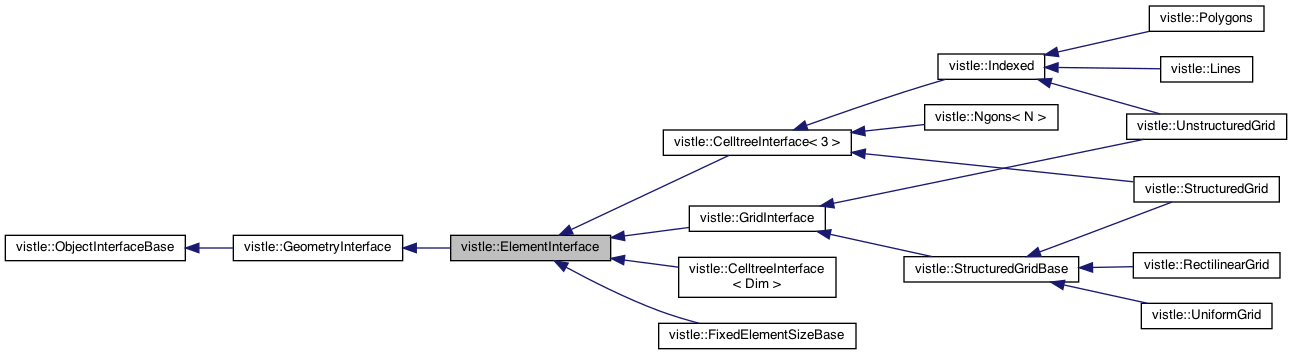 vistle::Polygons
vistle::Indexed
vistle::Lines
vistle::Ngons< N >
vistle::UnstructuredGrid
vistle::CelltreeInterface< 3 >
vistle::StructuredGrid
vistle::GridInterface
vistle::ObjectInterfaceBase
vistle::GeometryInterface
vistle::ElementInterface
vistle::CelltreeInterface
< Dim >
vistle::StructuredGridBase
vistle::RectilinearGrid
vistle::UniformGrid
vistle::FixedElementSizeBase